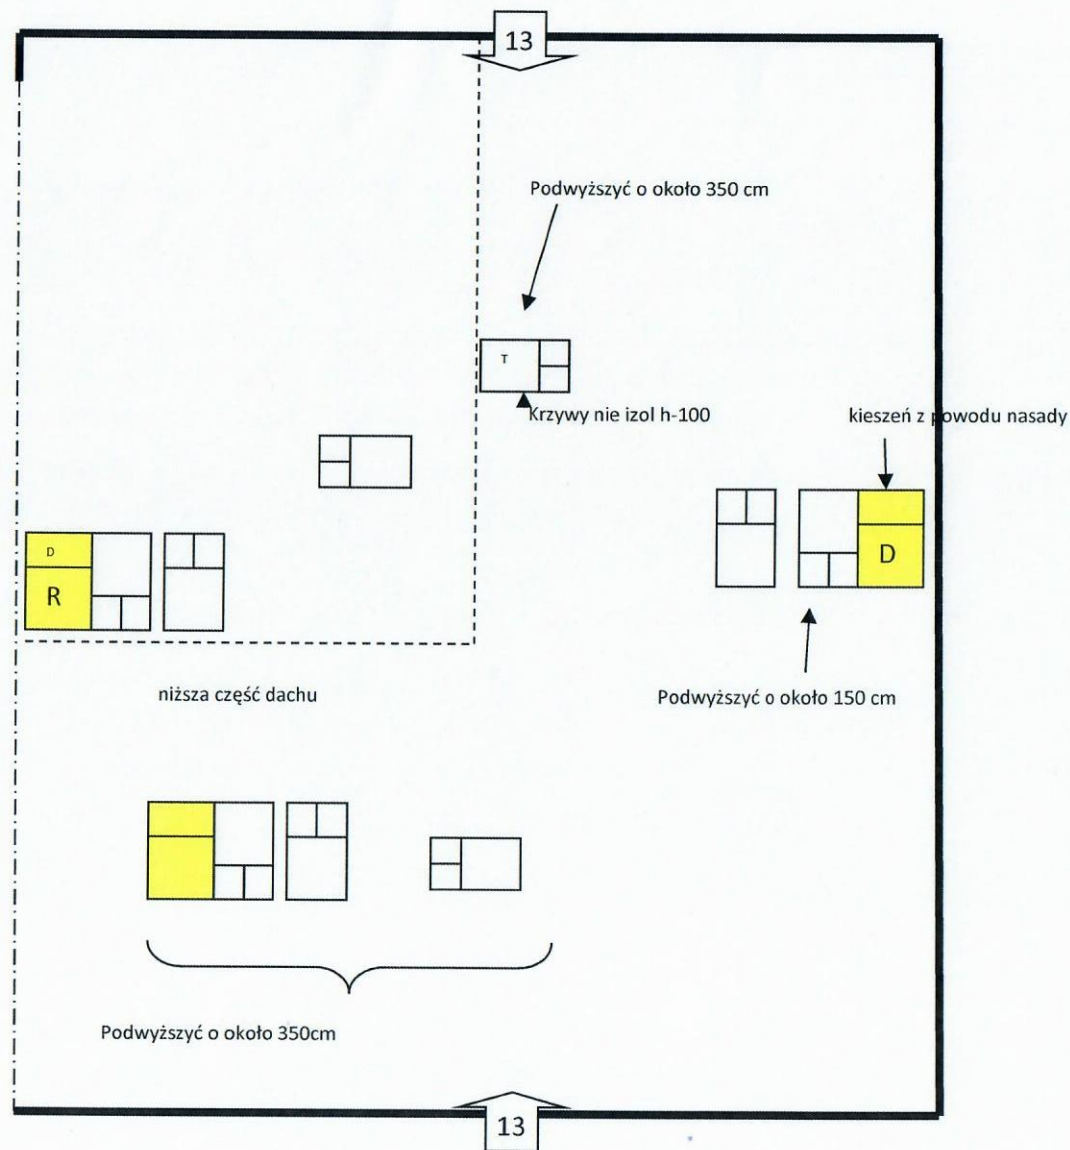 13
Podwyższyć o około 350 cm
T
Krzywy nie izol h-100
kieszeń z powodu nasady
D
R
D
niższa część dachu
Podwyższyć o około 150 cm
Podwyższyć o około 350cm
13